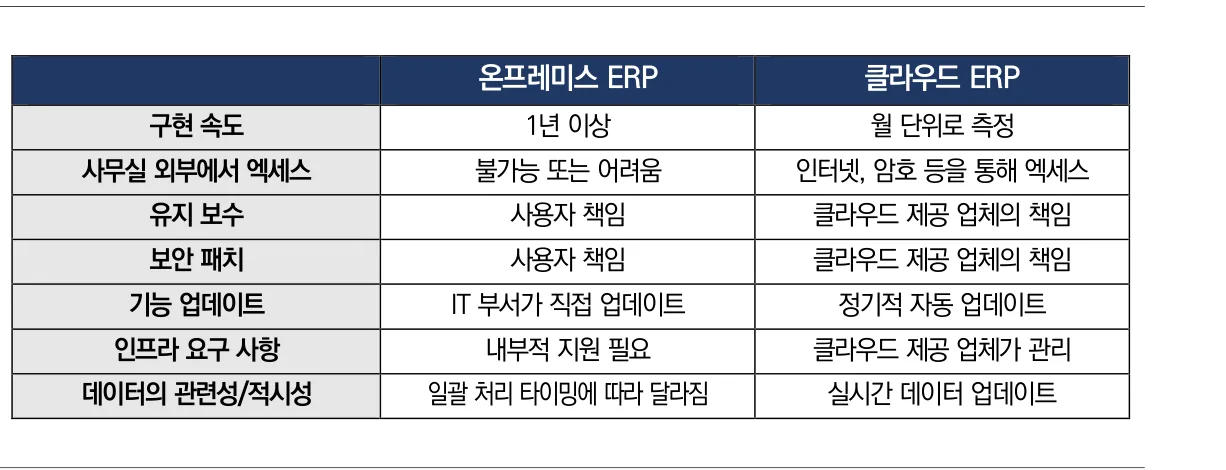 온프레미스 ERP 클라우드 ERP
구현 속도 1년 이상 월 단위로 측정
사무실 외부에서 엑세스 불가능 또는 어려움 인터넷, 암호 등을 통해 엑세스
유지 보수 사용자 책임 클라우드 제공 업체의 책임
보안 패치 사용자 책임 클라우드 제공 업체의 책임
기능 업데이트 IT 부서가 직접 업데이트 정기적 자동 업데이트
인프라 요구 사항 내부적 지원 필요 클라우드 제공 업체가 관리
데이터의 관련성/적시성 일괄 처리 타이밍에 따라 달라짐 실시간 데이터 업데이트